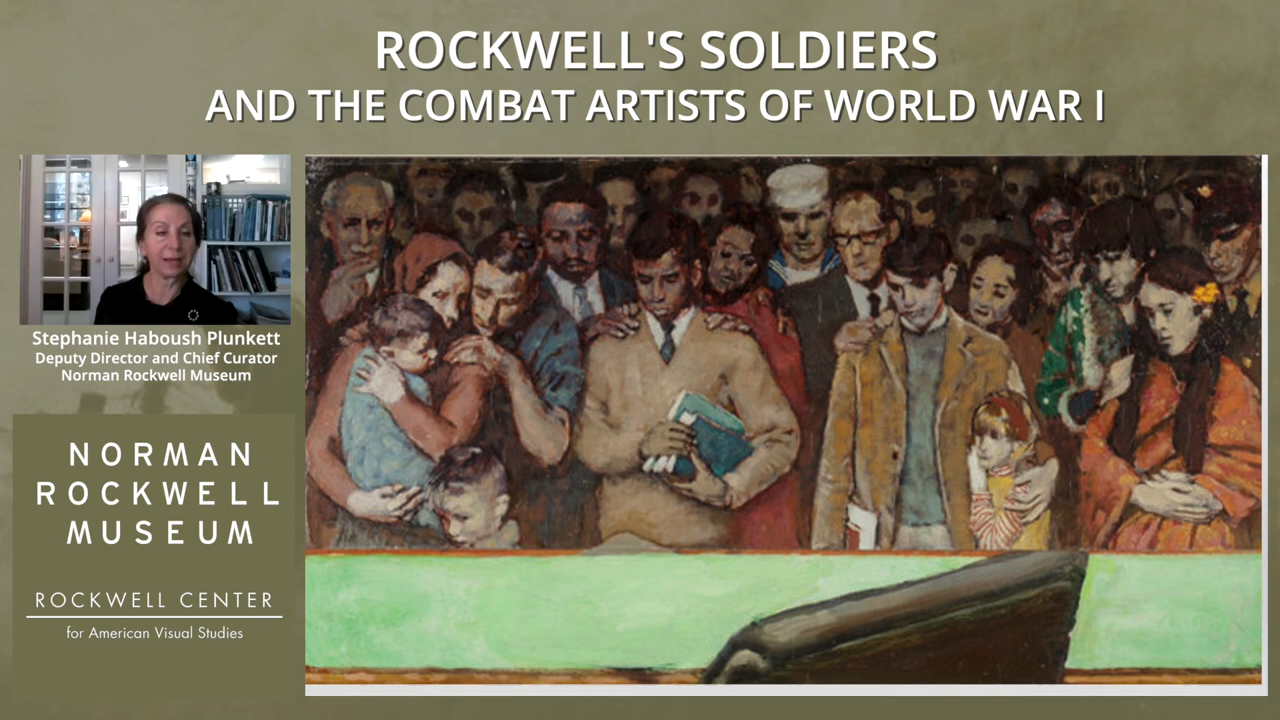 ROCKWELL'S SOLDIERS
AND THE COMBAT ARTISTS OF WORLD WAR I
Stephanie Haboush Plunkett
Deputy Director and Chief Curator
Norman Rockwell Museum
NORMAN
ROCKWELL
MUSEUM
ROCKWELL CENTER
for American Visual Studies